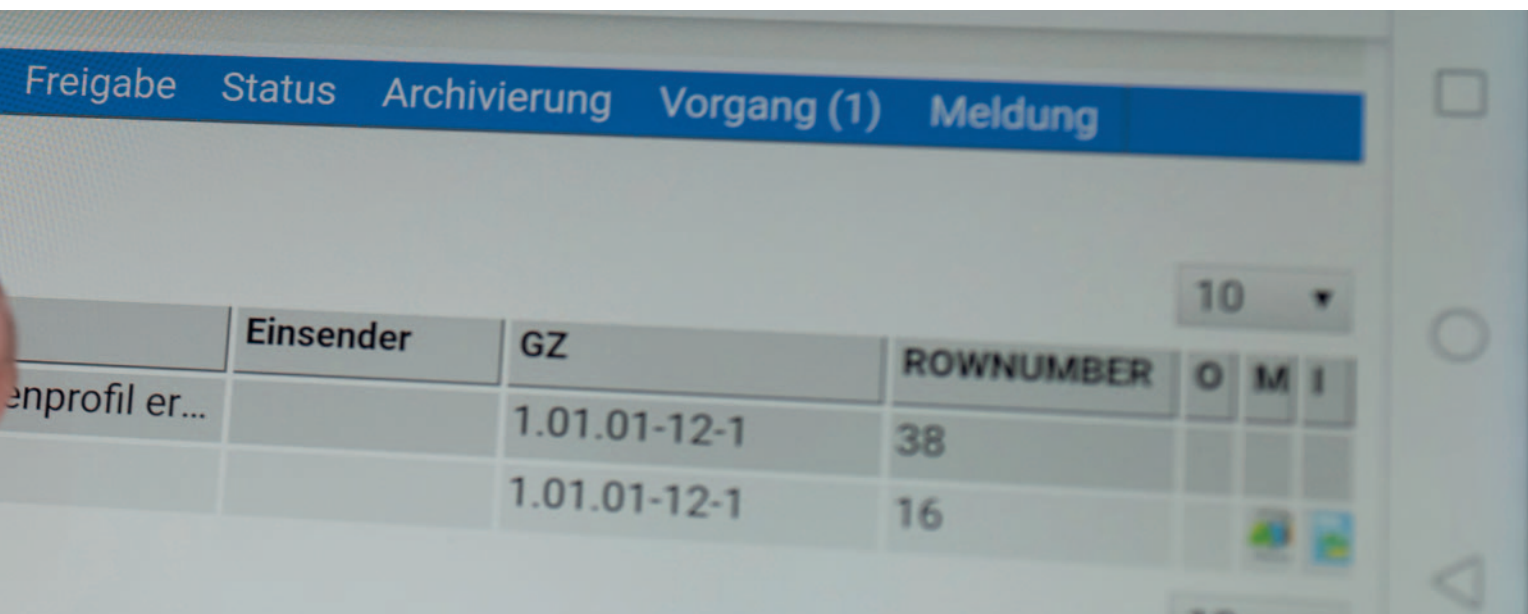 Freigabe Status Archivierung Vorgang (1) Meldung
10
Einsender GZ ROWNUMBER O M I
enprofil er... 1.01.01-12-1 38
1.01.01-12-1 16